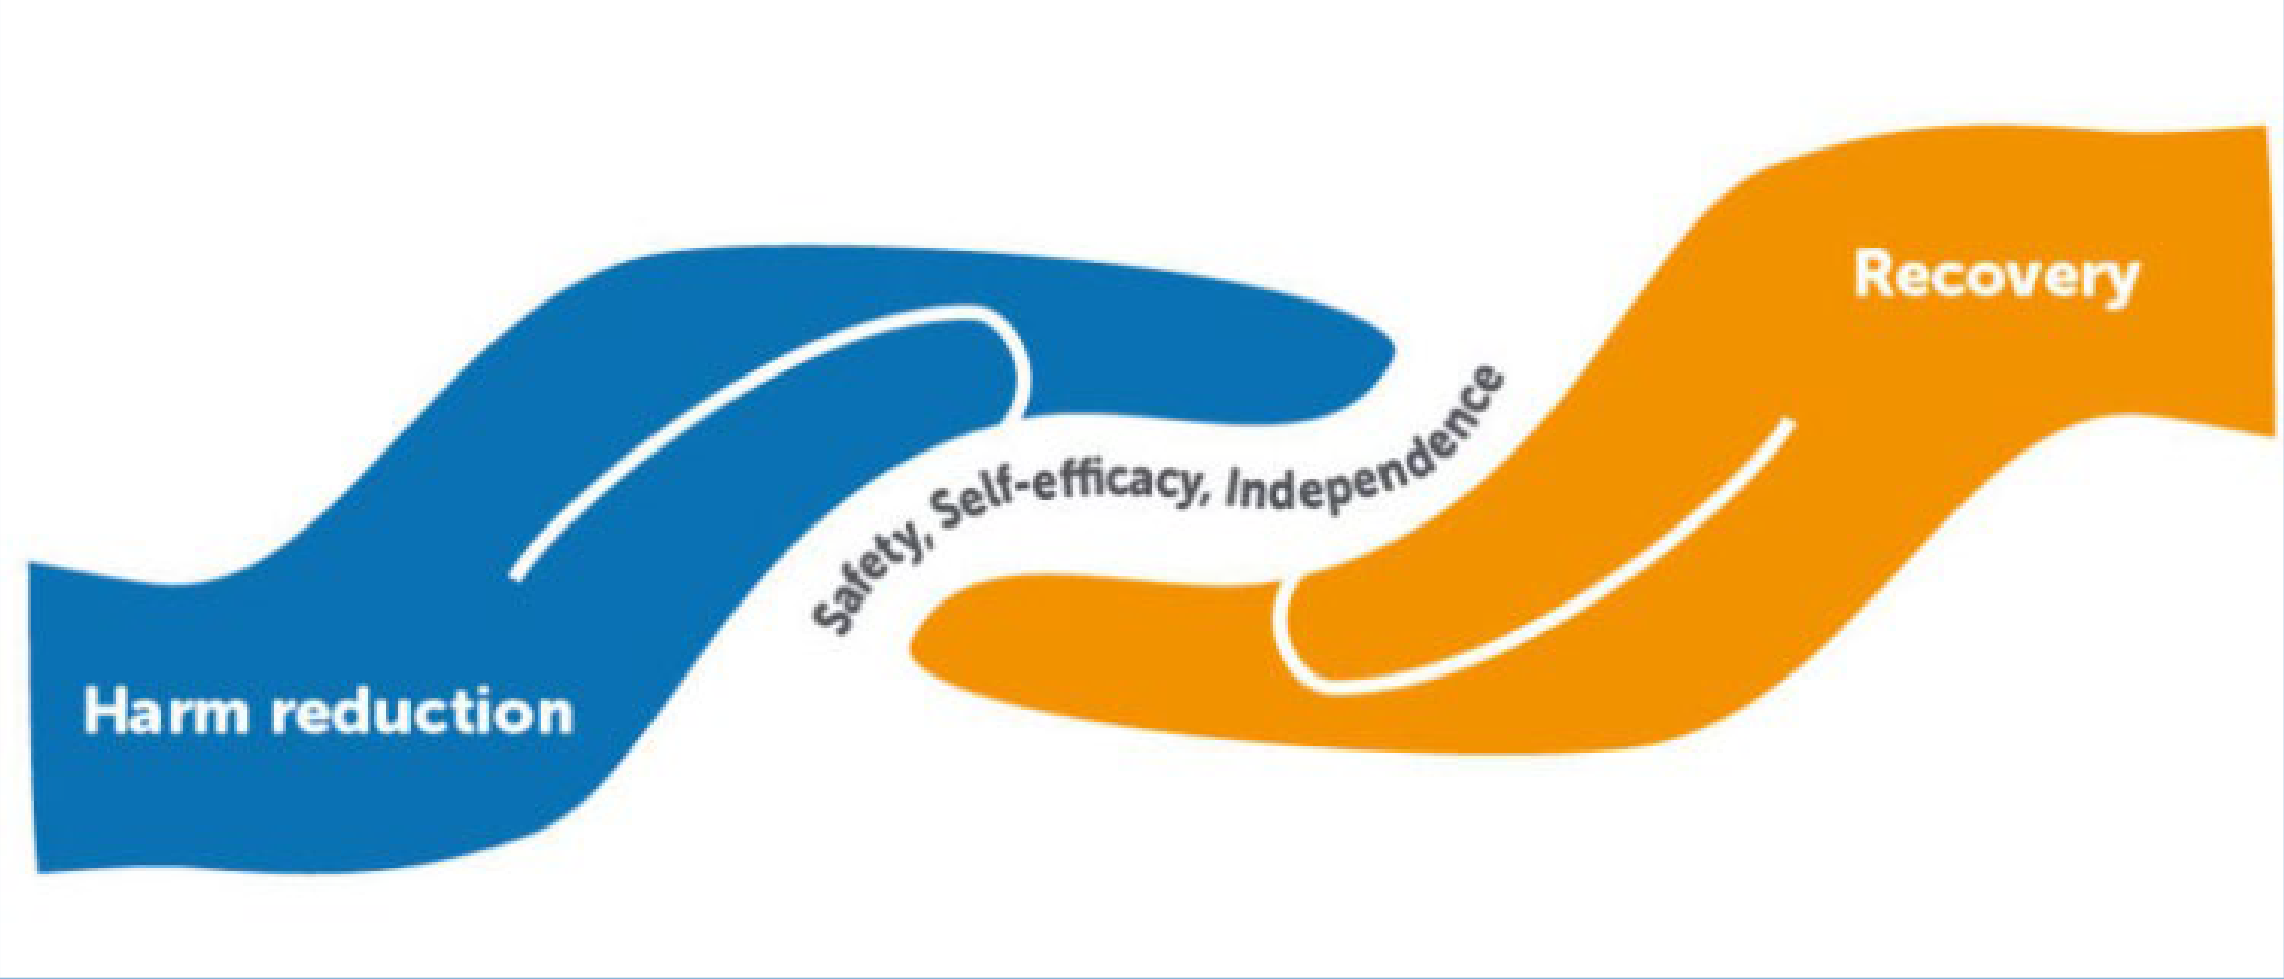 Harm reduction
Safety, Self-efficacy, Independence
Recovery